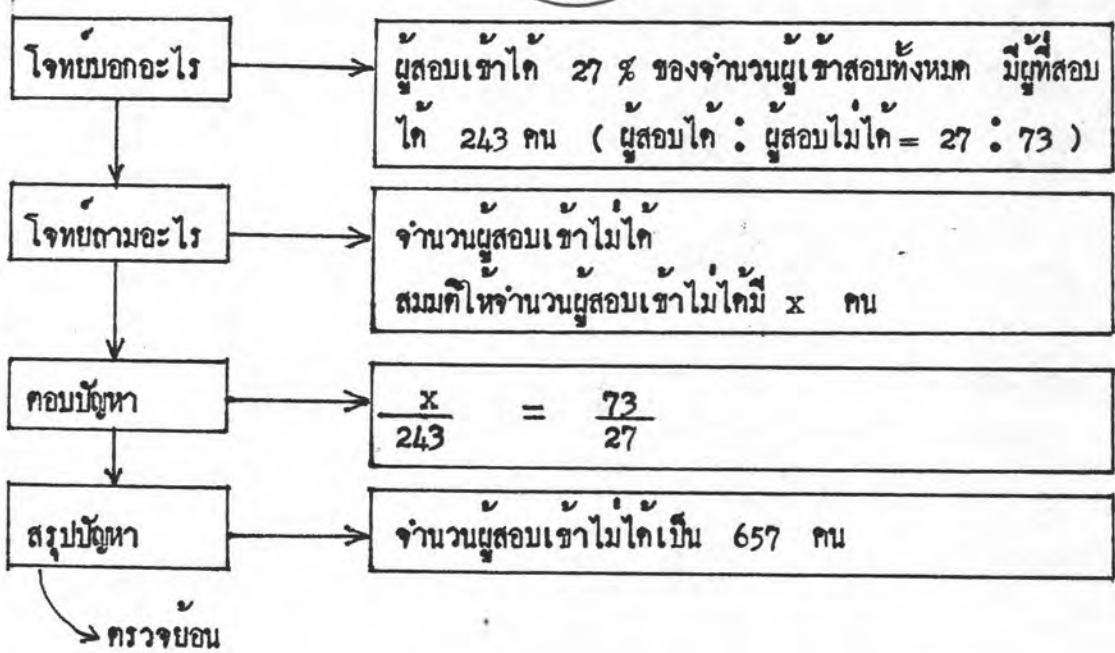 โจทย์บอกอะไร
ผู้สอบเข้าได้ 27 % ของจำนวนผู้เข้าสอบทั้งหมด มีผู้ที่สอบ
ได้ 243 คน ( ผู้สอบได้ : ผู้สอบไม่ได้ = 27 : 73 )
โจทย์ถามอะไร
จำนวนผู้สอบเข้าไม่ได้
สมมติให้จำนวนผู้สอบเข้าไม่ได้มี x คน
ตอบปัญหา
x/243 = 73/27
สรุปปัญหา
จำนวนผู้สอบเข้าไม่ได้เป็น 657 คน
ตรวจย้อน